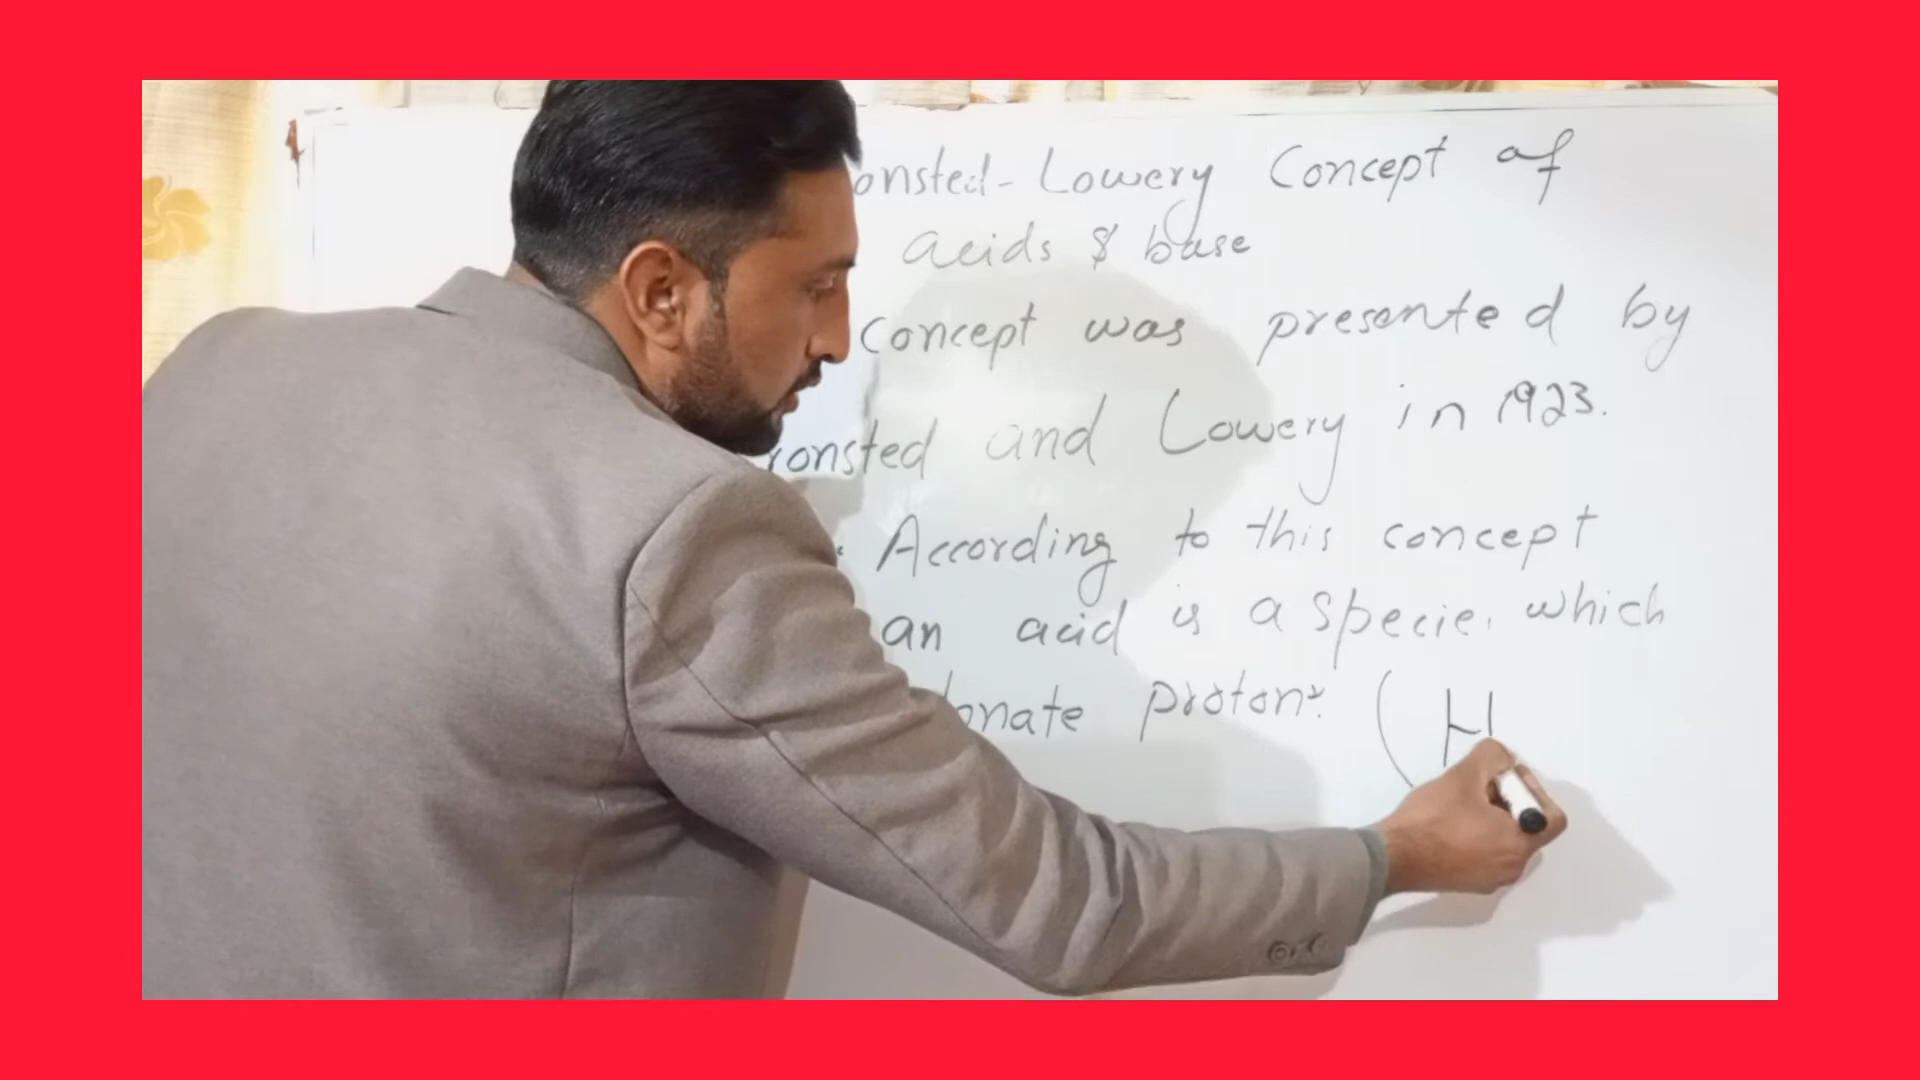 onsted-Lowery Concept of
acids & base
concept was presented by
ronsted and Lowery in 1923.
According to this concept
an acid is a specie, which
onate proton. (H